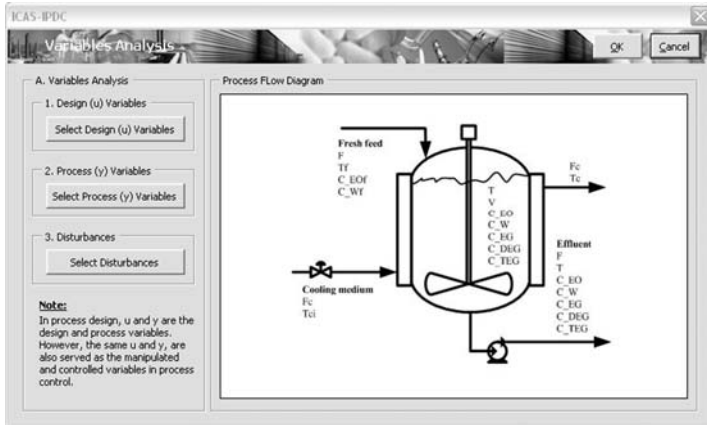 ICAS-IPDC
Variables Analysis
OK
Cancel
A. Variables Analysis
1. Design (u) Variables
Select Design (u) Variables
2. Process (y) Variables
Select Process (y) Variables
3. Disturbances
Select Disturbances
Note:
In process design, u and y are the
design and process variables.
However, the same u and y, are
also served as the manipulated
and controlled variables in process
control.
Process FLow Diagram
Fresh feed
F
Tf
C_EOf
C_Wf
Cooling medium
Fc
Tci
T
V
C_EO
C_W
C_EG
C_DEG
C_TEG
Fc
Tc
Effluent
F
T
C_EO
C_W
C_EG
C_DEG
C_TEG